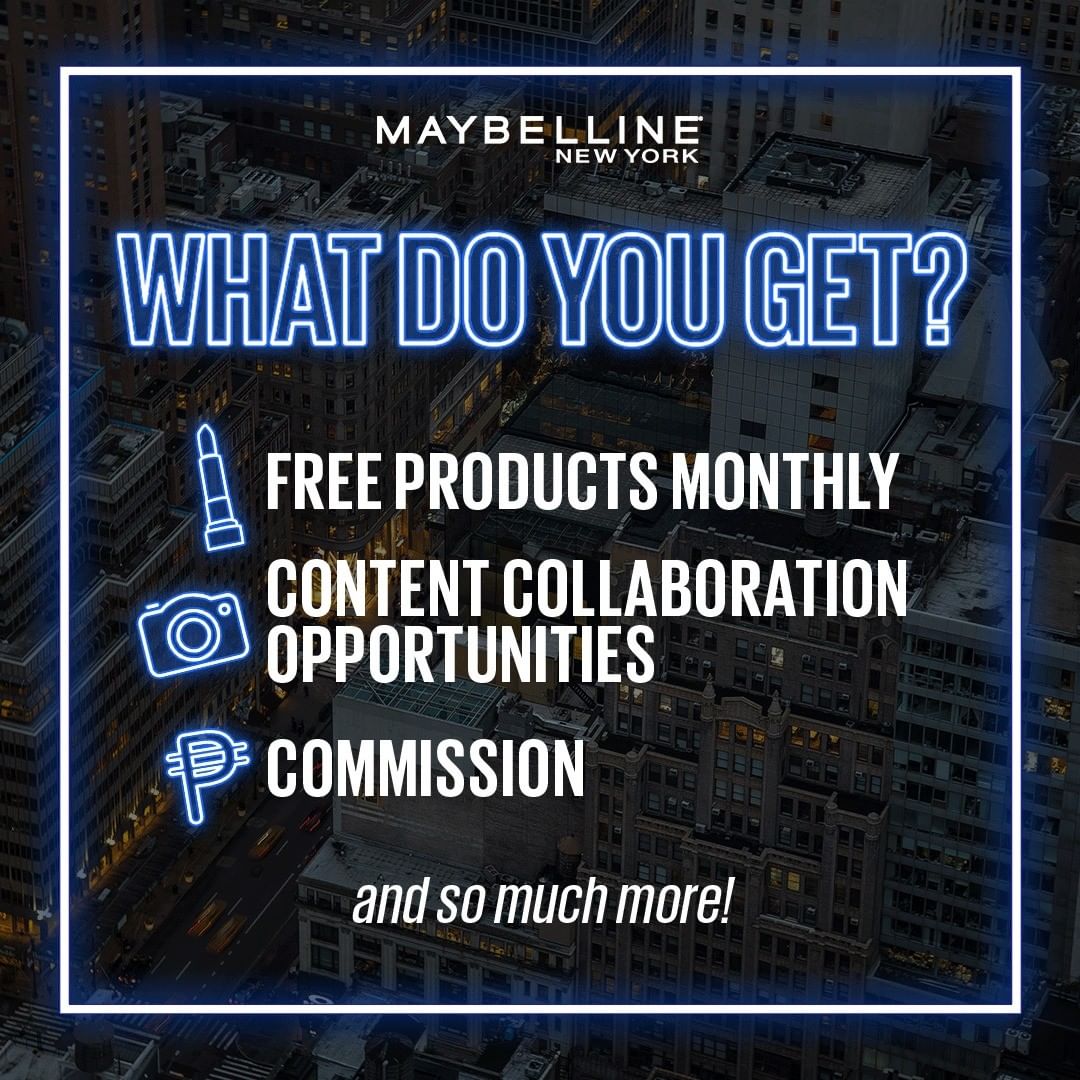 MAYBELLINE
NEW YORK
WHAT DO YOU GET?
FREE PRODUCTS MONTHLY
CONTENT COLLABORATION
OPPORTUNITIES
COMMISSION
and so much more!